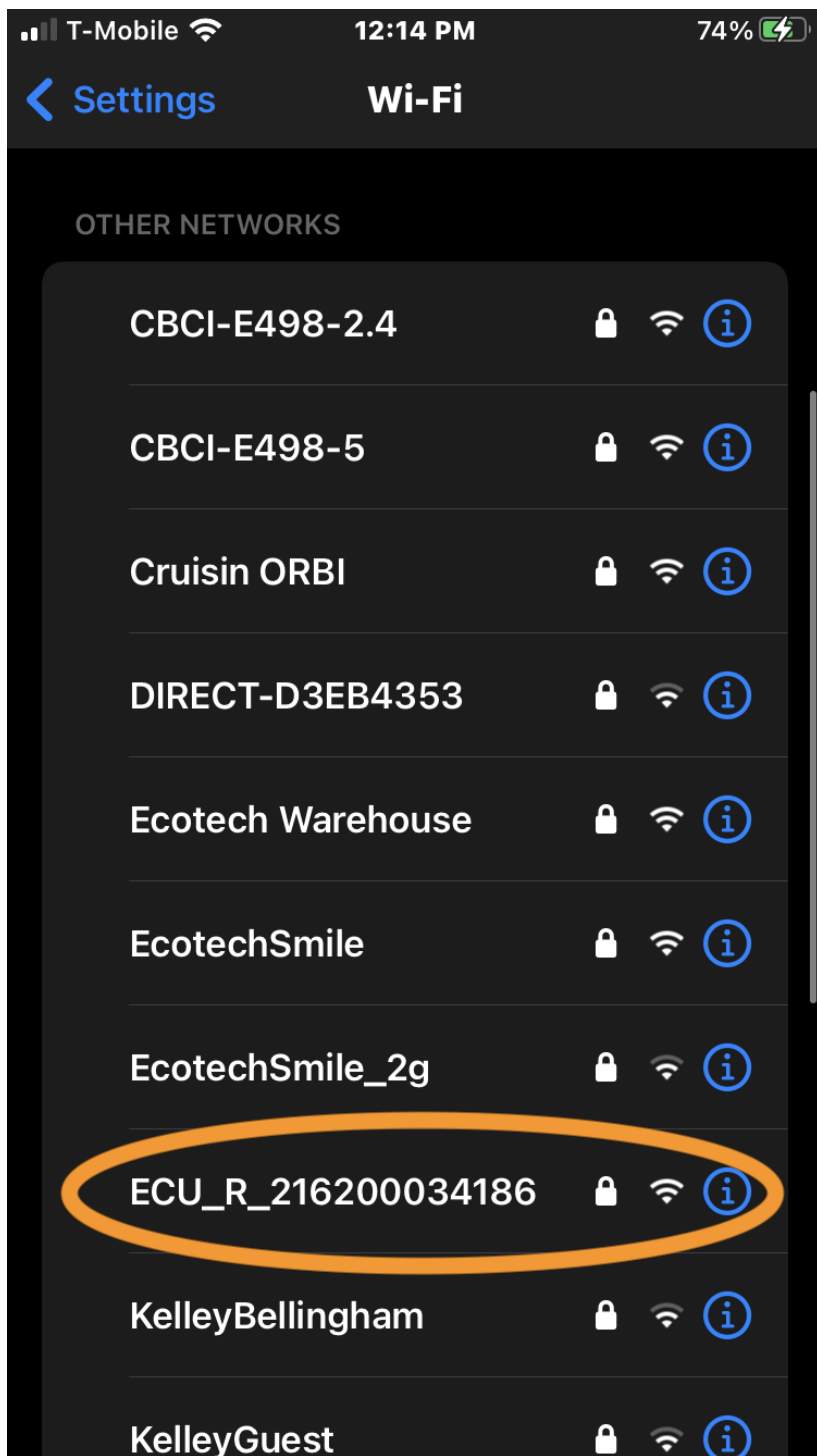 T-Mobile 12:14 PM 74%
Settings Wi-Fi
OTHER NETWORKS
CBCI-E498-2.4
CBCI-E498-5
Cruisin ORBI
DIRECT-D3EB4353
Ecotech Warehouse
EcotechSmile
EcotechSmile_2g
ECU_R_216200034186
KelleyBellingham
KelleyGuest